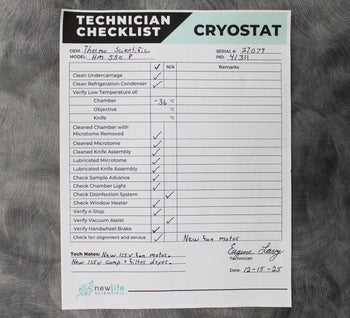 TECHNICIAN
CHECKLIST
CRYOSTAT
OEM: Thermo Scientific SERIAL #: 27079
MODEL: HM 550 P PID: 41311
✓ N/A Remarks
Clean Undercarriage ✓
Clean Refrigeration Condenser ✓
Verify Low Temperature of:
Chamber -36 °C
Objective °C
Knife °C
Cleaned Chamber with
Microtome Removed ✓
Cleaned Microtome ✓
Cleaned Knife Assembly ✓
Lubricated Microtome ✓
Lubricated Knife Assembly ✓
Check Sample Advance ✓
Check Chamber Light ✓
Check Disinfection System ✓
Check Window Heater ✓
Verify e-Stop ✓
Verify Vacuum Assist ✓
Verify Handwheel Brake ✓
Check fan alignment and service ✓ New fan motor
Tech Notes: New 115v fan motor.
New 115v comp + filter dryer.
Eugene
Technician
Date: 12-15-25
newlife
SCIENTIFIC